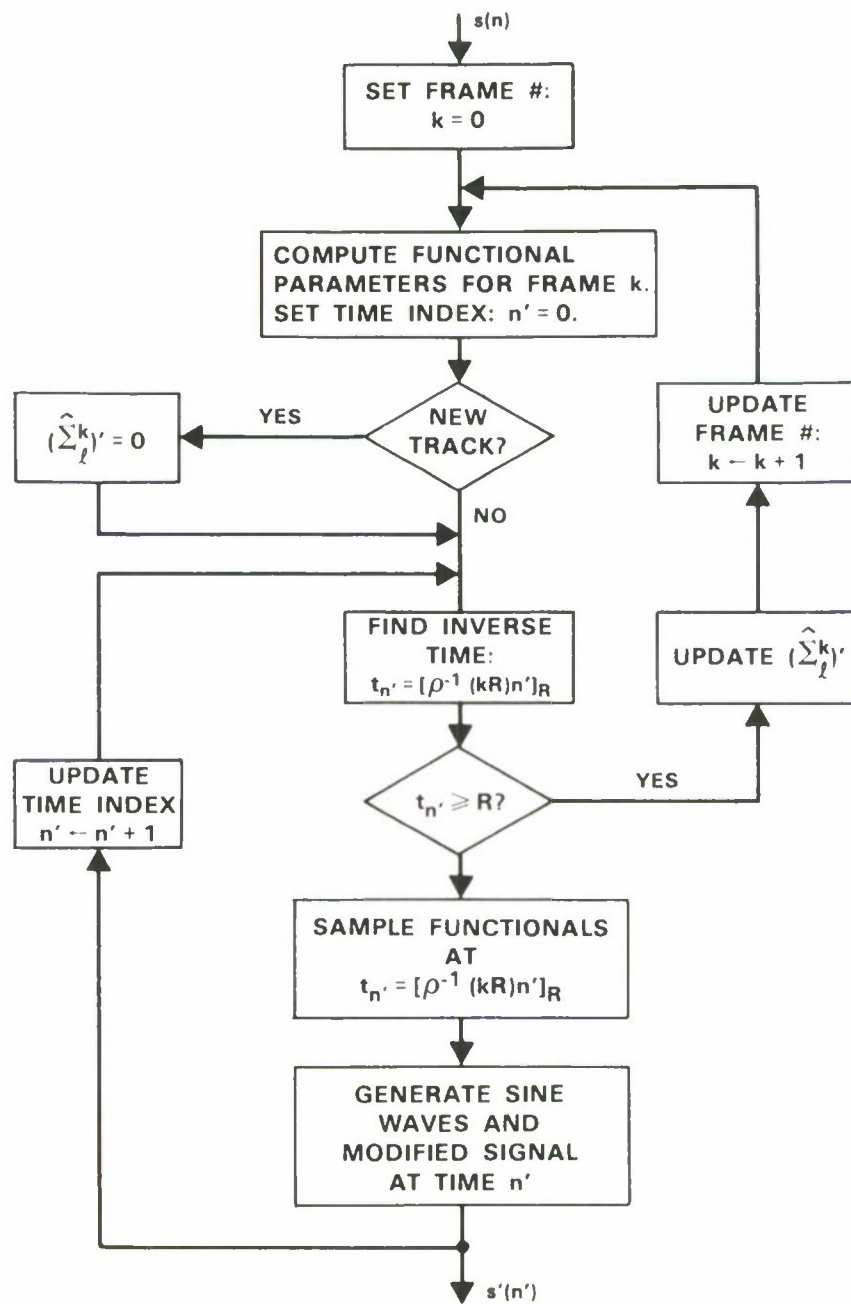 s(n)
SET FRAME #:
k = 0
COMPUTE FUNCTIONAL
PARAMETERS FOR FRAME k.
SET TIME INDEX: n′ = 0.
NEW
TRACK?
YES
(Σ̂ₗᵏ)′ = 0
NO
UPDATE
FRAME #:
k ← k + 1
FIND INVERSE
TIME:
tₙ′ = [ρ⁻¹ (kR)n′]R
UPDATE (Σ̂ₗᵏ)′
UPDATE
TIME INDEX
n′ ← n′ + 1
tₙ′ ⩾ R?
YES
SAMPLE FUNCTIONALS
AT
tₙ′ = [ρ⁻¹ (kR)n′]R
GENERATE SINE
WAVES AND
MODIFIED SIGNAL
AT TIME n′
s′(n′)